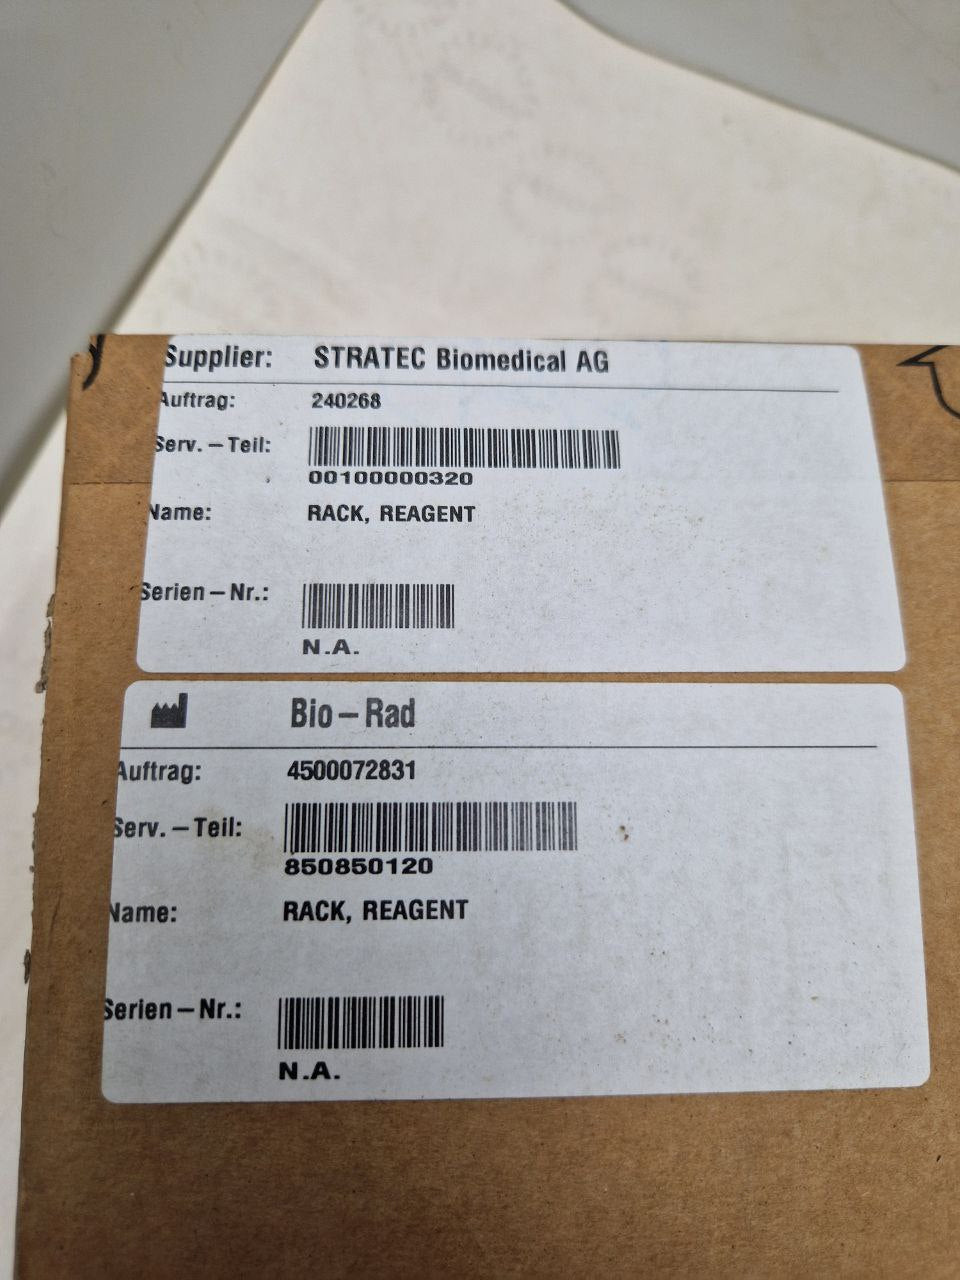 Supplier: STRATEC Biomedical AG
Auftrag: 240268
Serv.-Teil:
00100000320
Name: RACK, REAGENT
Serien-Nr.:
N.A.
Bio-Rad
Auftrag: 4500072831
Serv.-Teil:
850850120
Name: RACK, REAGENT
Serien-Nr.:
N.A.